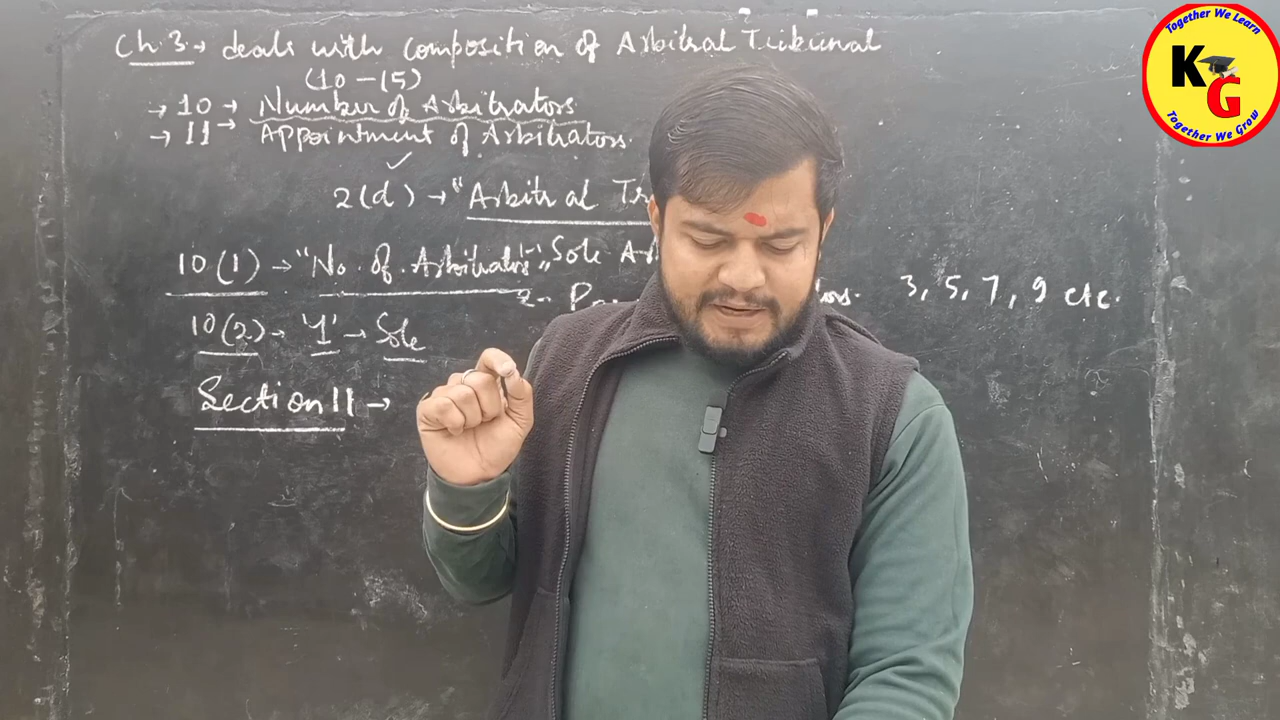 Ch. 3 → deals with composition of Arbitral Tribunal
(10 - 15)
→ 10 → Number of Arbitrators
→ 11 → Appointment of Arbitrators.
2(d) → "Arbitral
10(1) → "No. of Arbitrators" 1- Sole
2- 3, 5, 7, 9 etc.
10(2) → '1' → Sole
Section 11 →
Together We Learn
KG
Together We Grow